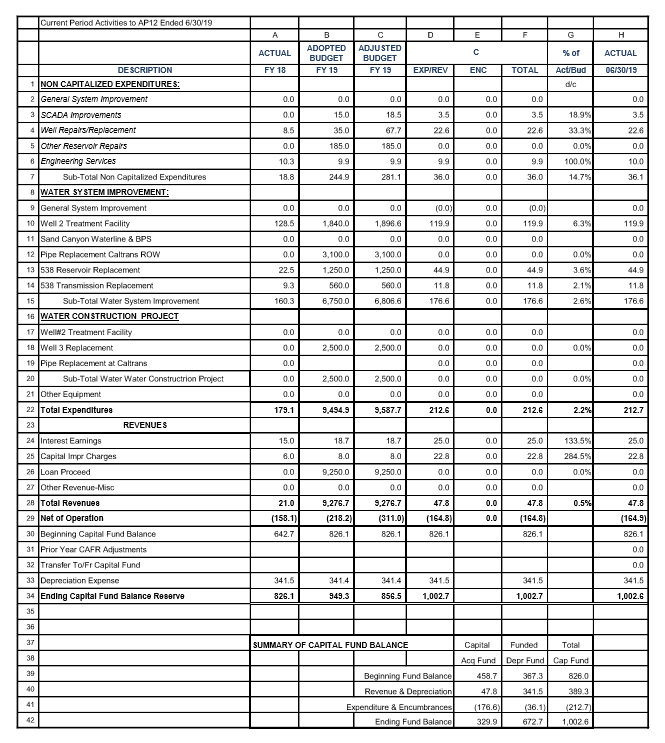 Current Period Activities to AP12 Ended 6/30/19
A B C D E F G H
ACTUAL ADOPTED BUDGET ADJUSTED BUDGET C % of ACTUAL
DESCRIPTION FY 18 FY 19 FY 19 EXP/REV ENC TOTAL Act/Bud 06/30/19
1 NON CAPITALIZED EXPENDITURES: d/c
2 General System Improvement 0.0 0.0 0.0 0.0 0.0 0.0 0.0
3 SCADA Improvements 0.0 15.0 18.5 3.5 0.0 3.5 18.9% 3.5
4 Well Repairs/Replacement 8.5 35.0 67.7 22.6 0.0 22.6 33.3% 22.6
5 Other Reservoir Repairs 0.0 185.0 185.0 0.0 0.0 0.0 0.0% 0.0
6 Engineering Services 10.3 9.9 9.9 9.9 0.0 9.9 100.0% 10.0
7 Sub-Total Non Capitalized Expenditures 18.8 244.9 281.1 36.0 0.0 36.0 14.7% 36.1
8 WATER SYSTEM IMPROVEMENT:
9 General System Improvement 0.0 0.0 0.0 (0.0) 0.0 (0.0) 0.0
10 Well 2 Treatment Facility 128.5 1,840.0 1,896.6 119.9 0.0 119.9 6.3% 119.9
11 Sand Canyon Waterline & BPS 0.0 0.0 0.0 0.0 0.0 0.0 0.0
12 Pipe Replacement Caltrans ROW 0.0 3,100.0 3,100.0 0.0 0.0 0.0 0.0% 0.0
13 538 Reservoir Replacement 22.5 1,250.0 1,250.0 44.9 0.0 44.9 3.6% 44.9
14 538 Transmission Replacement 9.3 560.0 560.0 11.8 0.0 11.8 2.1% 11.8
15 Sub-Total Water System Improvement 160.3 6,750.0 6,806.6 176.6 0.0 176.6 2.6% 176.6
16 WATER CONSTRUCTION PROJECT
17 Well#2 Treatment Facility 0.0 0.0 0.0 0.0 0.0 0.0 0.0
18 Well 3 Replacement 0.0 2,500.0 2,500.0 0.0 0.0 0.0 0.0% 0.0
19 Pipe Replacement at Caltrans 0.0 0.0 0.0 0.0 0.0
20 Sub-Total Water Water Constructrion Project 0.0 2,500.0 2,500.0 0.0 0.0 0.0 0.0% 0.0
21 Other Equipment 0.0 0.0 0.0 0.0 0.0 0.0 0.0
22 Total Expenditures 179.1 9,494.9 9,587.7 212.6 0.0 212.6 2.2% 212.7
23 REVENUES
24 Interest Earnings 15.0 18.7 18.7 25.0 0.0 25.0 133.5% 25.0
25 Capital Impr Charges 6.0 8.0 8.0 22.8 0.0 22.8 284.5% 22.8
26 Loan Proceed 0.0 9,250.0 9,250.0 0.0 0.0 0.0 0.0% 0.0
27 Other Revenue-Misc 0.0 0.0 0.0 0.0 0.0 0.0 0.0
28 Total Revenues 21.0 9,276.7 9,276.7 47.8 0.0 47.8 0.5% 47.8
29 Net of Operation (158.1) (218.2) (311.0) (164.8) 0.0 (164.8) (164.9)
30 Beginning Capital Fund Balance 642.7 826.1 826.1 826.1 826.1 826.1
31 Prior Year CAFR Adjustments 0.0
32 Transfer To/Fr Capital Fund 0.0
33 Depreciation Expense 341.5 341.4 341.4 341.5 341.5 341.5
34 Ending Capital Fund Balance Reserve 826.1 949.3 856.5 1,002.7 1,002.7 1,002.6
35
36
37 SUMMARY OF CAPITAL FUND BALANCE Capital Funded Total
38 Acq Fund Depr Fund Cap Fund
39 Beginning Fund Balance 458.7 367.3 826.0
40 Revenue & Depreciation 47.8 341.5 389.3
41 Expenditure & Encumbrances (176.6) (36.1) (212.7)
42 Ending Fund Balance 329.9 672.7 1,002.6